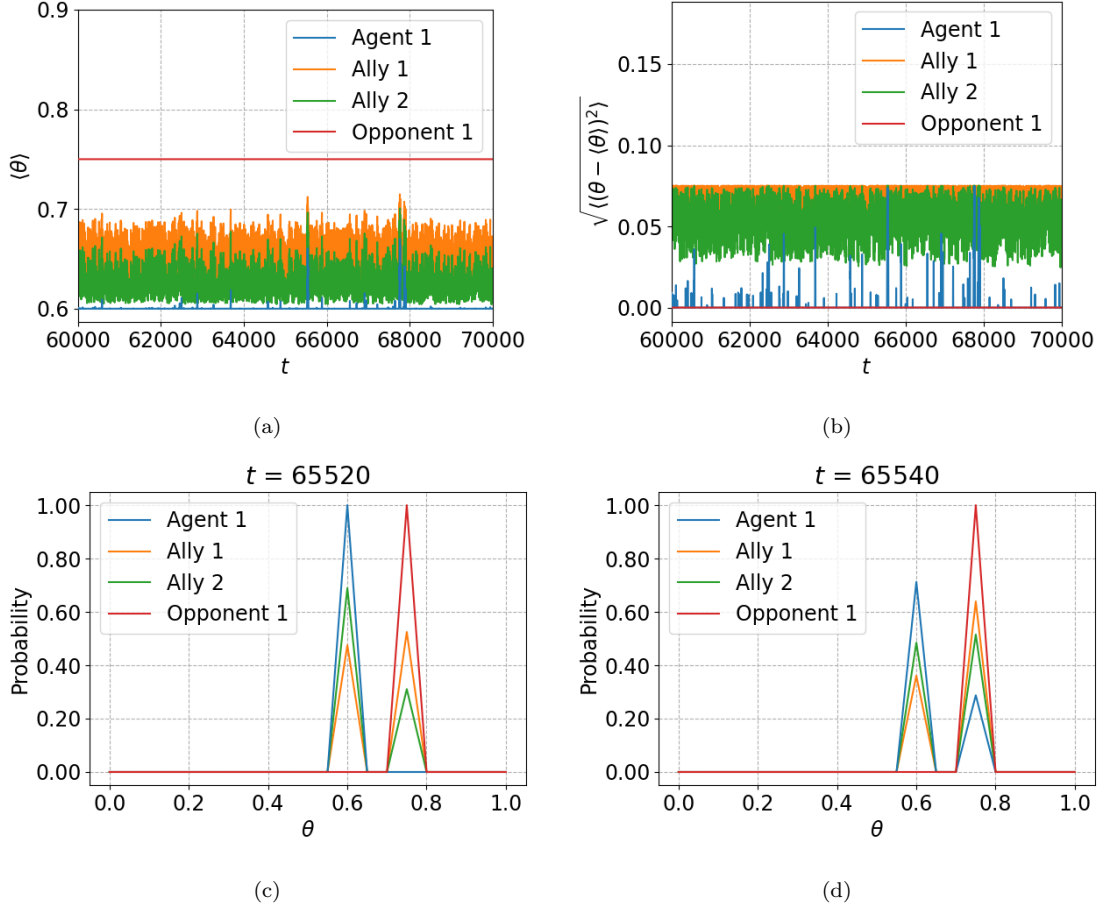 0.9
0.8
0.7
0.6
⟨θ⟩
Agent 1
Ally 1
Ally 2
Opponent 1
60000 62000 64000 66000 68000 70000
t
(a)
0.15
0.10
0.05
0.00
√⟨(θ − ⟨θ⟩)²⟩
Agent 1
Ally 1
Ally 2
Opponent 1
60000 62000 64000 66000 68000 70000
t
(b)
t = 65520
1.00
0.80
0.60
0.40
0.20
0.00
Probability
Agent 1
Ally 1
Ally 2
Opponent 1
0.0 0.2 0.4 0.6 0.8 1.0
θ
(c)
t = 65540
1.00
0.80
0.60
0.40
0.20
0.00
Probability
Agent 1
Ally 1
Ally 2
Opponent 1
0.0 0.2 0.4 0.6 0.8 1.0
θ
(d)